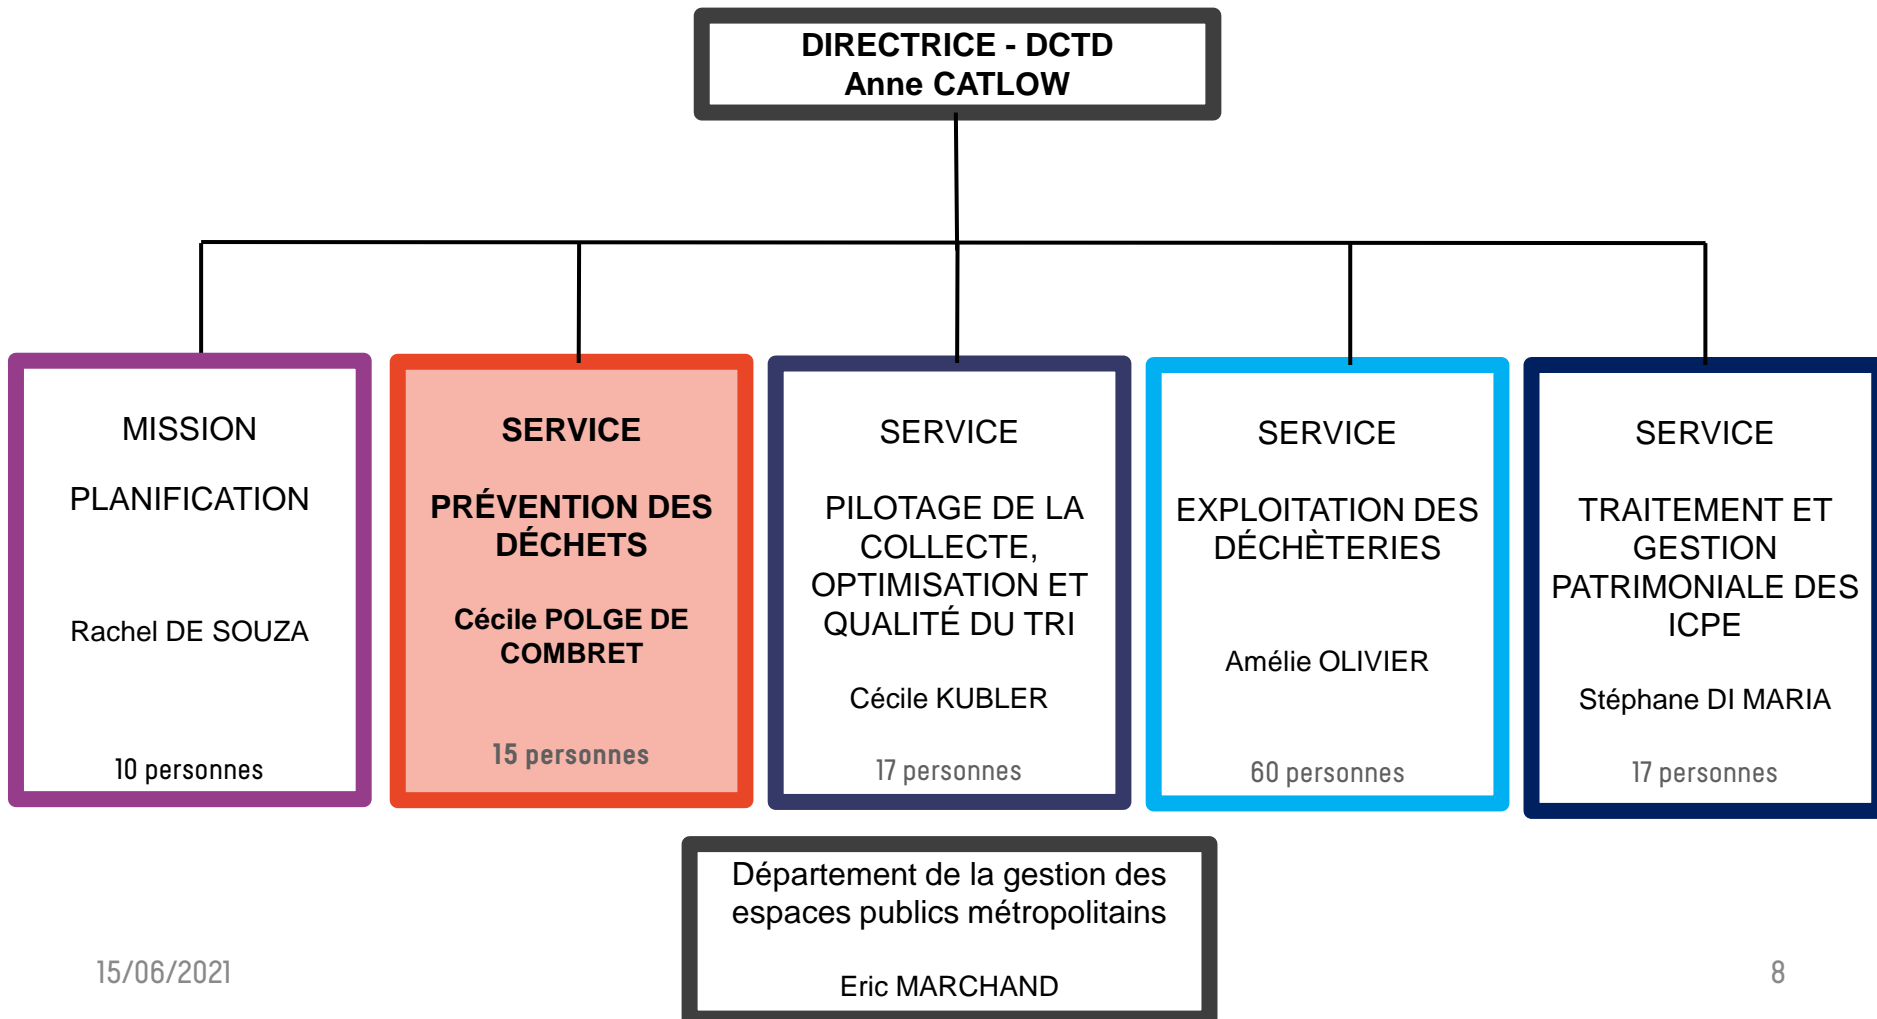 DIRECTRICE - DCTD
Anne CATLOW
MISSION
PLANIFICATION
Rachel DE SOUZA
10 personnes
SERVICE
PRÉVENTION DES
DÉCHETS
Cécile POLGE DE
COMBRET
15 personnes
SERVICE
PILOTAGE DE LA
COLLECTE,
OPTIMISATION ET
QUALITÉ DU TRI
Cécile KUBLER
17 personnes
SERVICE
EXPLOITATION DES
DÉCHÈTERIES
Amélie OLIVIER
60 personnes
SERVICE
TRAITEMENT ET
GESTION
PATRIMONIALE DES
ICPE
Stéphane DI MARIA
17 personnes
Département de la gestion des
espaces publics métropolitains
Eric MARCHAND
15/06/2021
8